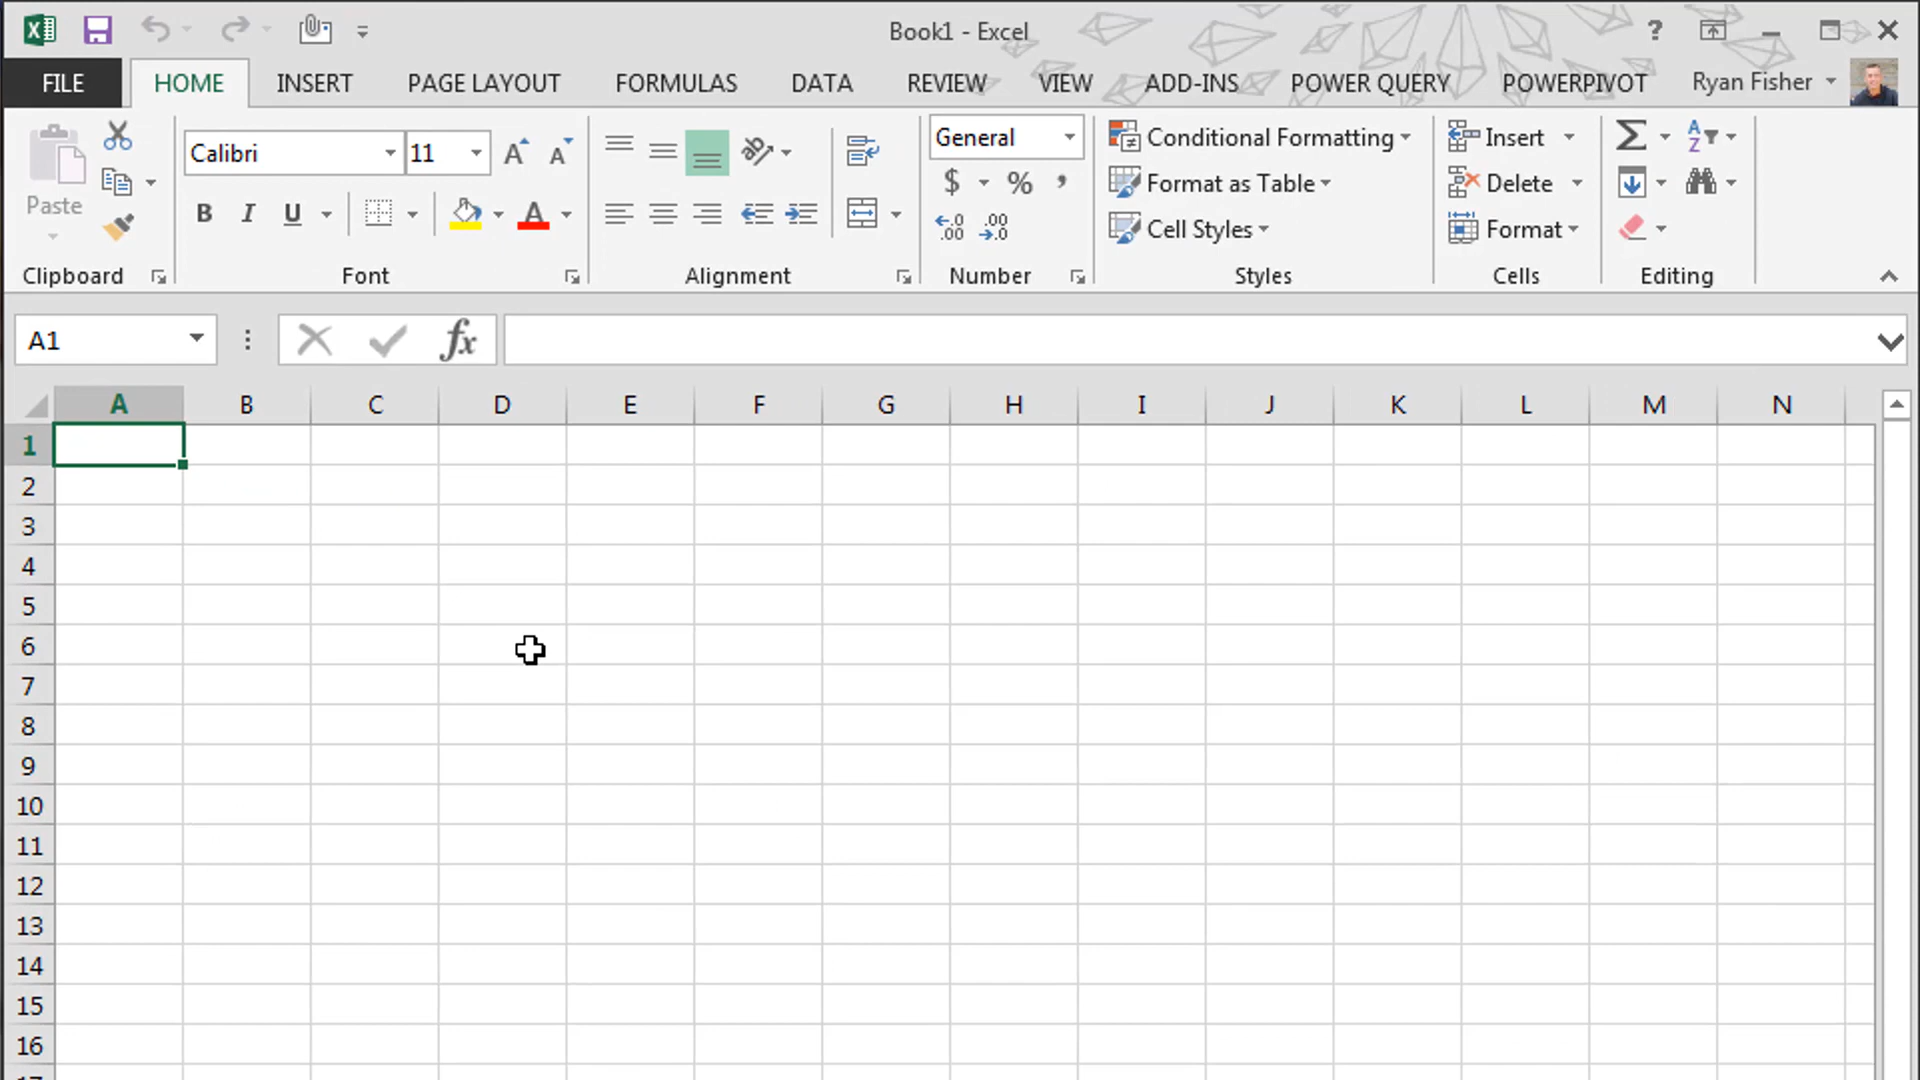 Book1 - Excel
?
FILE HOME INSERT PAGE LAYOUT FORMULAS DATA REVIEW VIEW ADD-INS POWER QUERY POWERPIVOT Ryan Fisher
Calibri 11 General Conditional Formatting Insert
Paste $ % , Format as Table Delete
B I U A .00 .00 Cell Styles Format
Clipboard Font Alignment Number Styles Cells Editing
A1 fx
A B C D E F G H I J K L M N
1
2
3
4
5
6
7
8
9
10
11
12
13
14
15
16